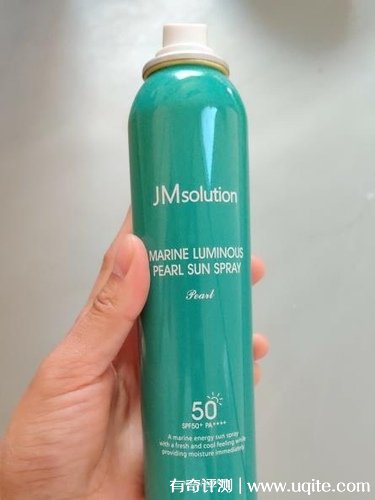 JMsolution
MARINE LUMINOUS
PEARL SUN SPRAY
Pearl
50+
SPF50+ PA++++
A marine energy sun spray
with a fresh and cool feeling while
providing moisture immediately
有奇评测 | www.uqite.com